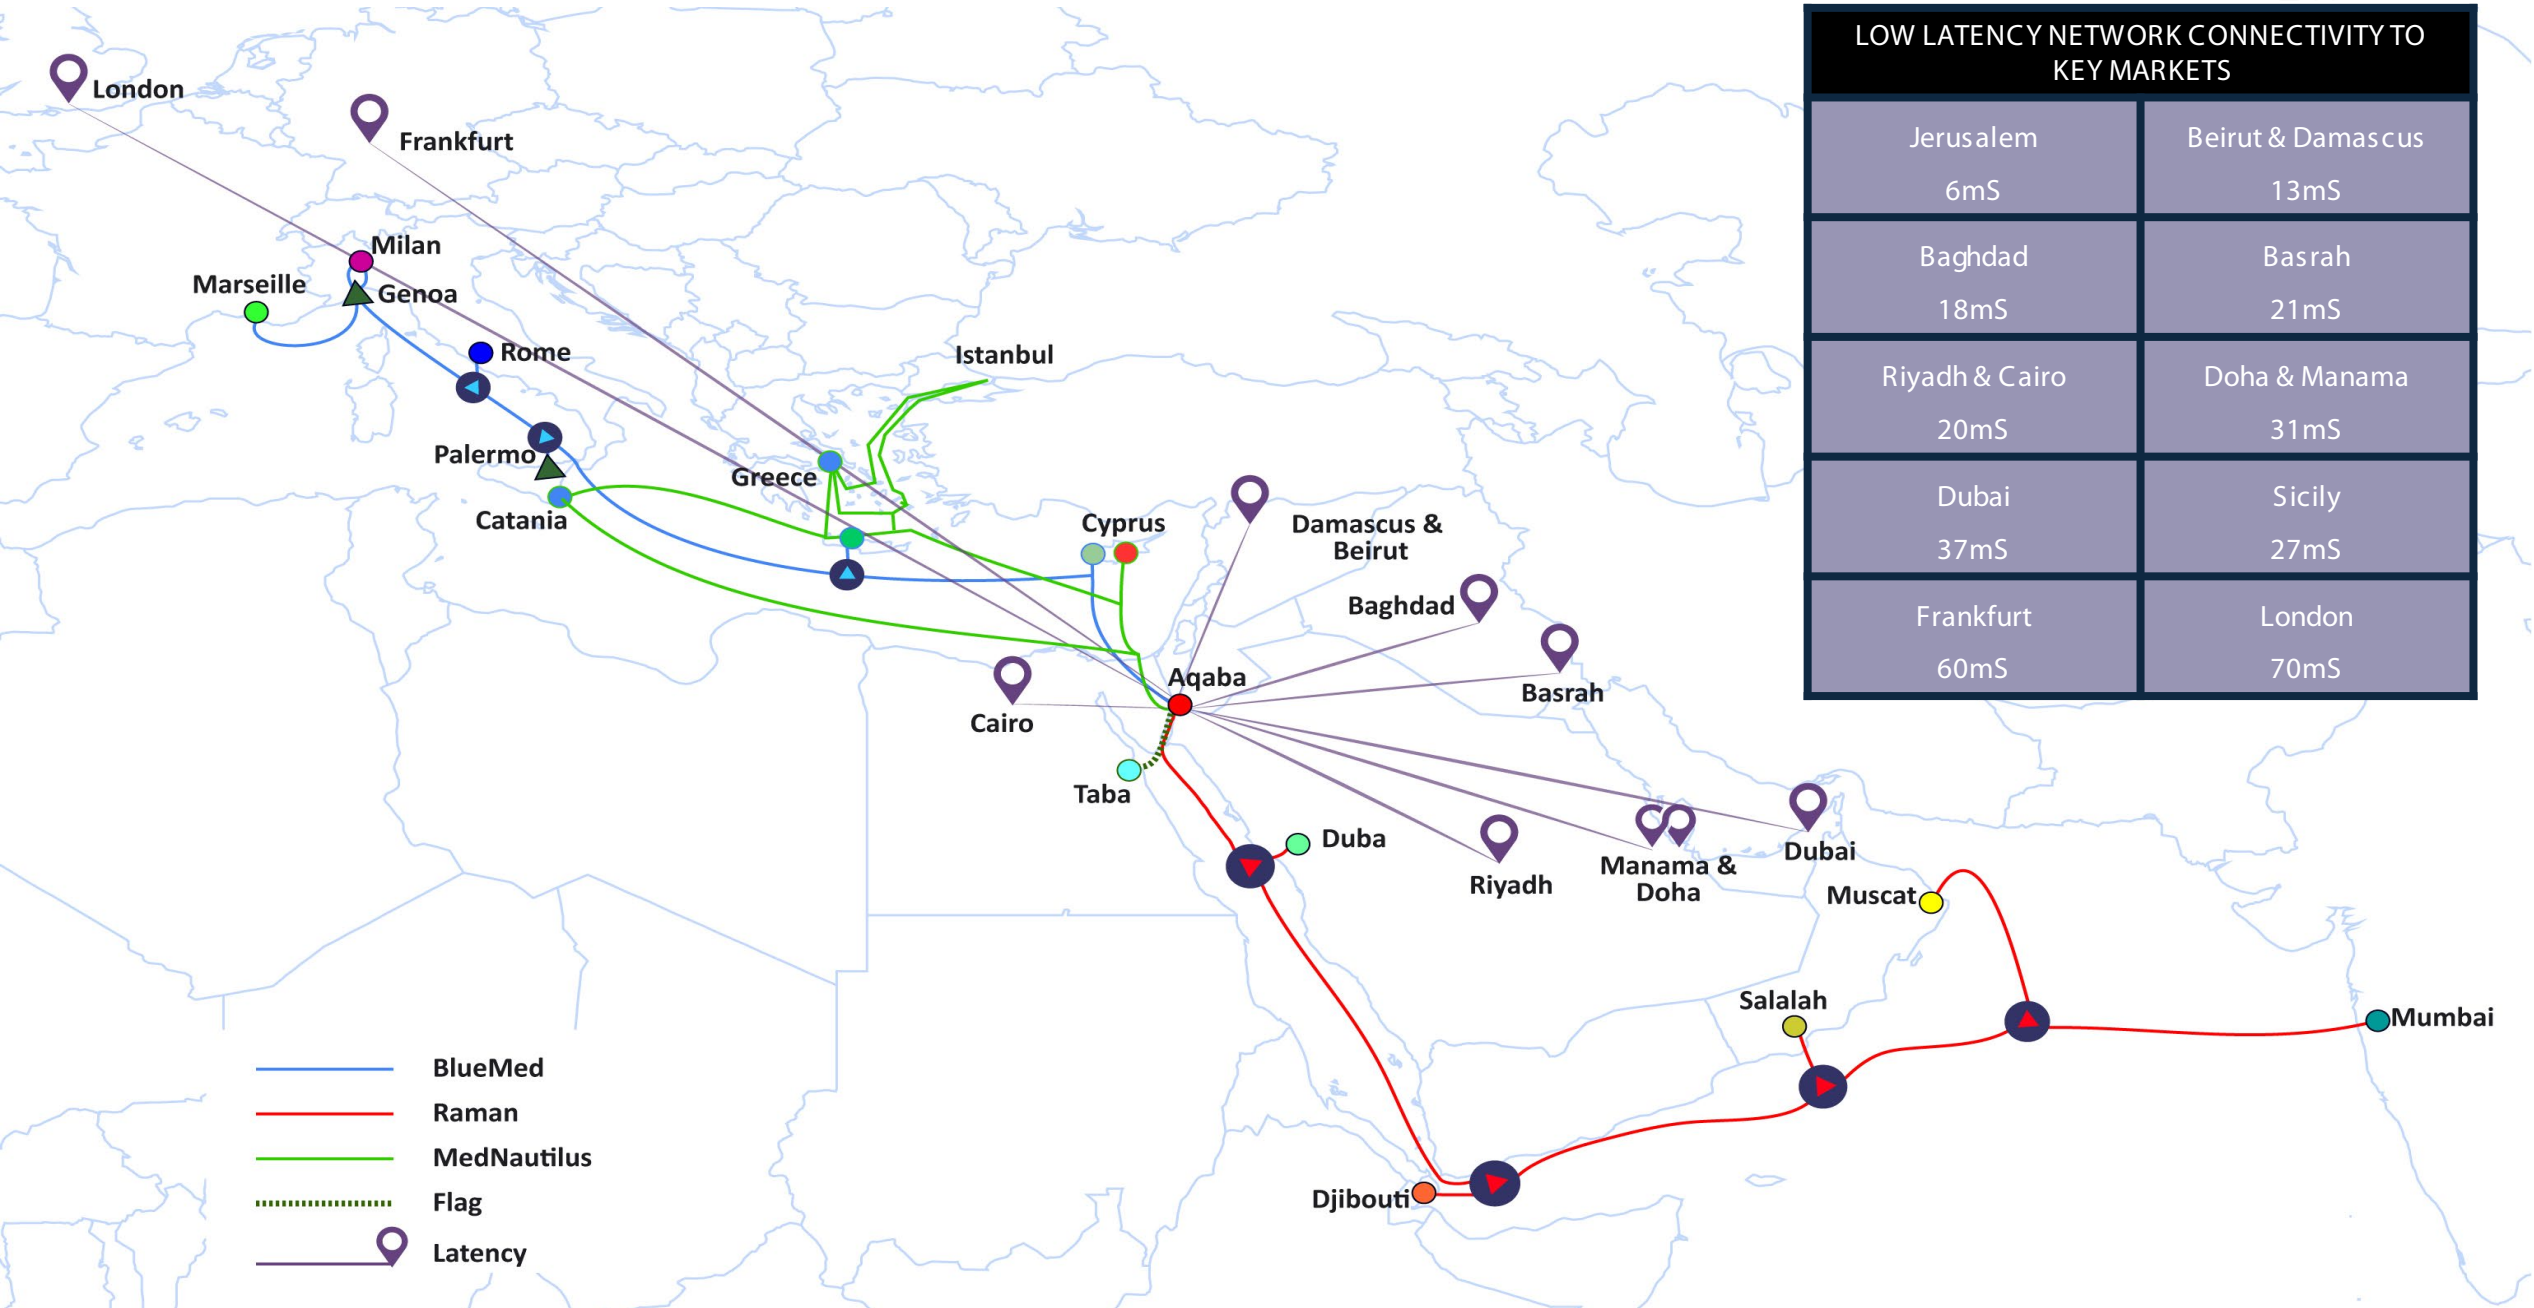 LOW LATENCY NETWORK CONNECTIVITY TO
KEY MARKETS
Jerusalem
6mS
Beirut & Damascus
13mS
Baghdad
18mS
Basrah
21mS
Riyadh & Cairo
20mS
Doha & Manama
31mS
Dubai
37mS
Sicily
27mS
Frankfurt
60mS
London
70mS
London
Frankfurt
Milan
Marseille
Genoa
Rome
Istanbul
Palermo
Greece
Catania
Cyprus
Damascus &
Beirut
Baghdad
Aqaba
Basrah
Cairo
Taba
Duba
Riyadh
Manama &
Doha
Dubai
Muscat
Salalah
Mumbai
Djibouti
BlueMed
Raman
MedNautilus
Flag
Latency